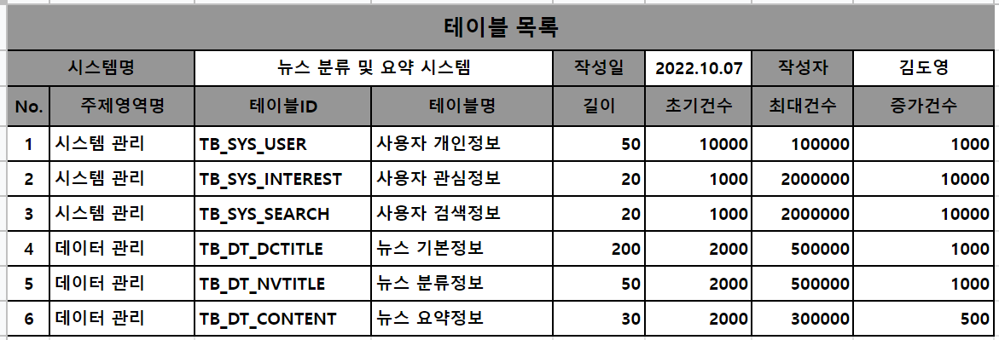 테이블 목록
시스템명 뉴스 분류 및 요약 시스템 작성일 2022.10.07 작성자 김도영
No. 주제영역명 테이블ID 테이블명 길이 초기건수 최대건수 증가건수
1 시스템 관리 TB_SYS_USER 사용자 개인정보 50 10000 100000 1000
2 시스템 관리 TB_SYS_INTEREST 사용자 관심정보 20 1000 2000000 10000
3 시스템 관리 TB_SYS_SEARCH 사용자 검색정보 20 1000 2000000 10000
4 데이터 관리 TB_DT_DCTITLE 뉴스 기본정보 200 2000 500000 1000
5 데이터 관리 TB_DT_NVTITLE 뉴스 분류정보 50 2000 500000 1000
6 데이터 관리 TB_DT_CONTENT 뉴스 요약정보 30 2000 300000 500